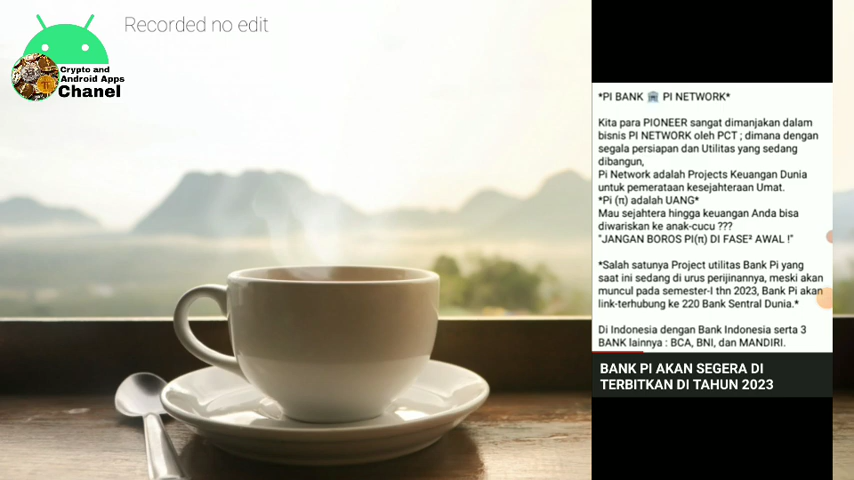 Recorded no edit
Crypto and
Android Apps
Chanel
*PI BANK 🏦 PI NETWORK*
Kita para PIONEER sangat dimanjakan dalam
bisnis PI NETWORK oleh PCT ; dimana dengan
segala persiapan dan Utilitas yang sedang
dibangun,
Pi Network adalah Projects Keuangan Dunia
untuk pemerataan kesejahteraan Umat.
*Pi (π) adalah UANG*
Mau sejahtera hingga keuangan Anda bisa
diwariskan ke anak-cucu ???
"JANGAN BOROS PI(π) DI FASE² AWAL !"
*Salah satunya Project utilitas Bank Pi yang
saat ini sedang di urus perijinannya, meski akan
muncul pada semester-I thn 2023, Bank Pi akan
link-terhubung ke 220 Bank Sentral Dunia.*
Di Indonesia dengan Bank Indonesia serta 3
BANK lainnya : BCA, BNI, dan MANDIRI.
BANK PI AKAN SEGERA DI
TERBITKAN DI TAHUN 2023